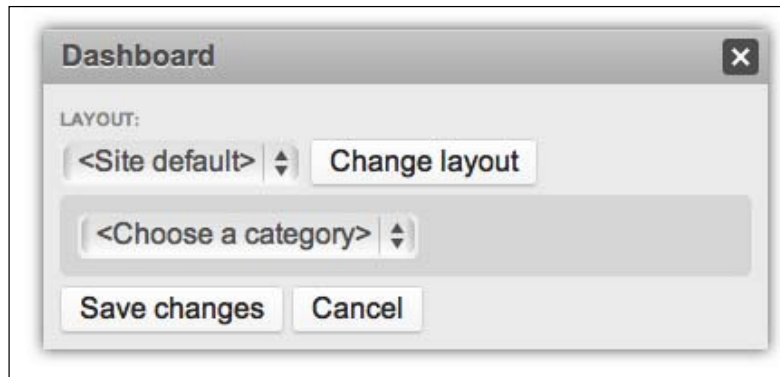 Dashboard
LAYOUT:
<Site default> Change layout
<Choose a category>
Save changes Cancel